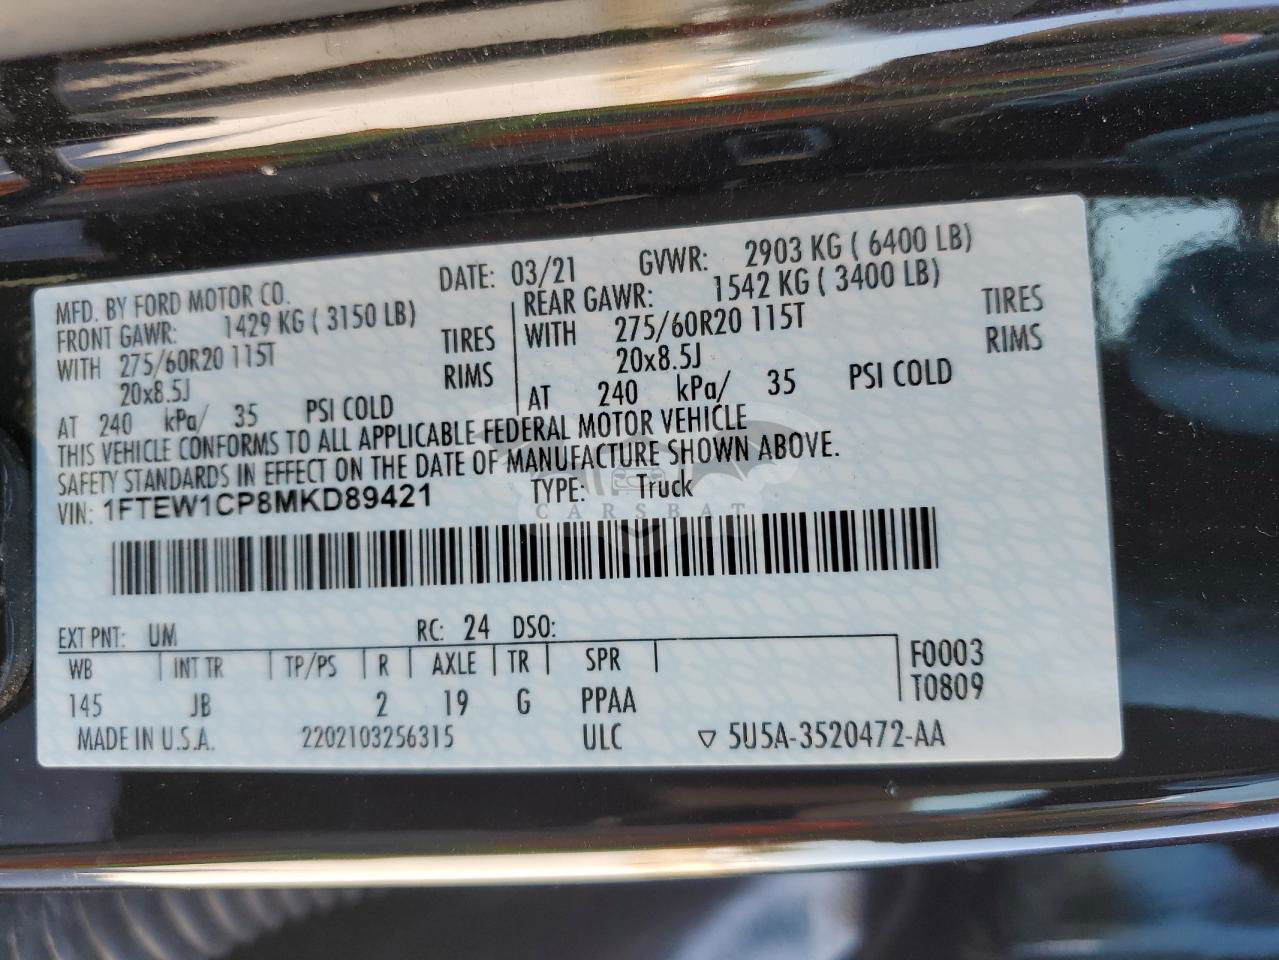 MFD. BY FORD MOTOR CO. DATE: 03/21 GVWR: 2903 KG ( 6400 LB)
FRONT GAWR: 1429 KG ( 3150 LB) REAR GAWR: 1542 KG ( 3400 LB)
WITH 275/60R20 115T TIRES WITH 275/60R20 115T TIRES
20x8.5J RIMS 20x8.5J RIMS
AT 240 kPa/ 35 PSI COLD AT 240 kPa/ 35 PSI COLD
THIS VEHICLE CONFORMS TO ALL APPLICABLE FEDERAL MOTOR VEHICLE
SAFETY STANDARDS IN EFFECT ON THE DATE OF MANUFACTURE SHOWN ABOVE.
VIN: 1FTEW1CP8MKD89421 TYPE: Truck
CARSBAT
EXT PNT: UM RC: 24 DSO:
WB INT TR TP/PS R AXLE TR SPR F0003
145 JB 2 19 G PPAA T0809
MADE IN U.S.A. 2202103256315 ULC ▽ 5U5A-3520472-AA